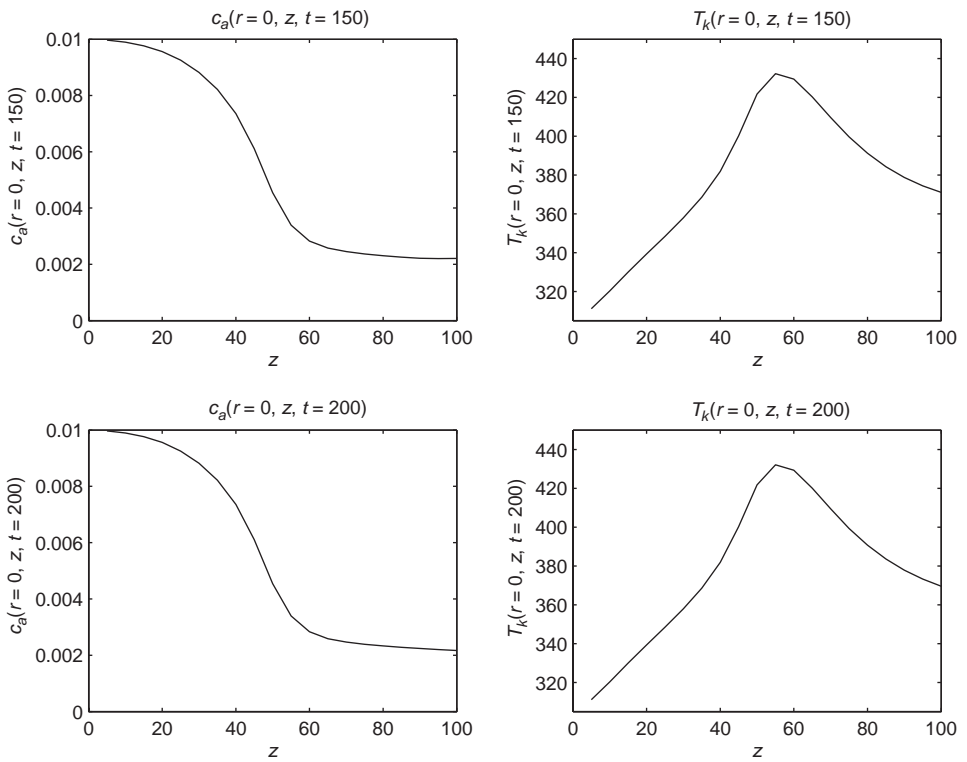 c_a(r = 0, z, t = 150)
c_a(r = 0, z, t = 150)
0.01
0.008
0.006
0.004
0.002
0
0 20 40 60 80 100
z
T_k(r = 0, z, t = 150)
T_k(r = 0, z, t = 150)
440
420
400
380
360
340
320
0 20 40 60 80 100
z
c_a(r = 0, z, t = 200)
c_a(r = 0, z, t = 200)
0.01
0.008
0.006
0.004
0.002
0
0 20 40 60 80 100
z
T_k(r = 0, z, t = 200)
T_k(r = 0, z, t = 200)
440
420
400
380
360
340
320
0 20 40 60 80 100
z